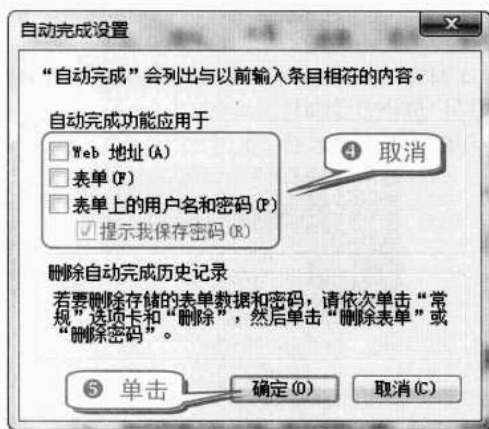 自动完成设置
“自动完成”会列出与以前输入条目相符的内容。
自动完成功能应用于
Web 地址(A)
④ 取消
表单(F)
表单上的用户名和密码(P)
提示我保存密码(R)
删除自动完成历史记录
若要删除存储的表单数据和密码，请依次单击“常
规”选项卡和“删除”，然后单击“删除表单”或
“删除密码”。
⑤ 单击
确定(O)
取消(C)